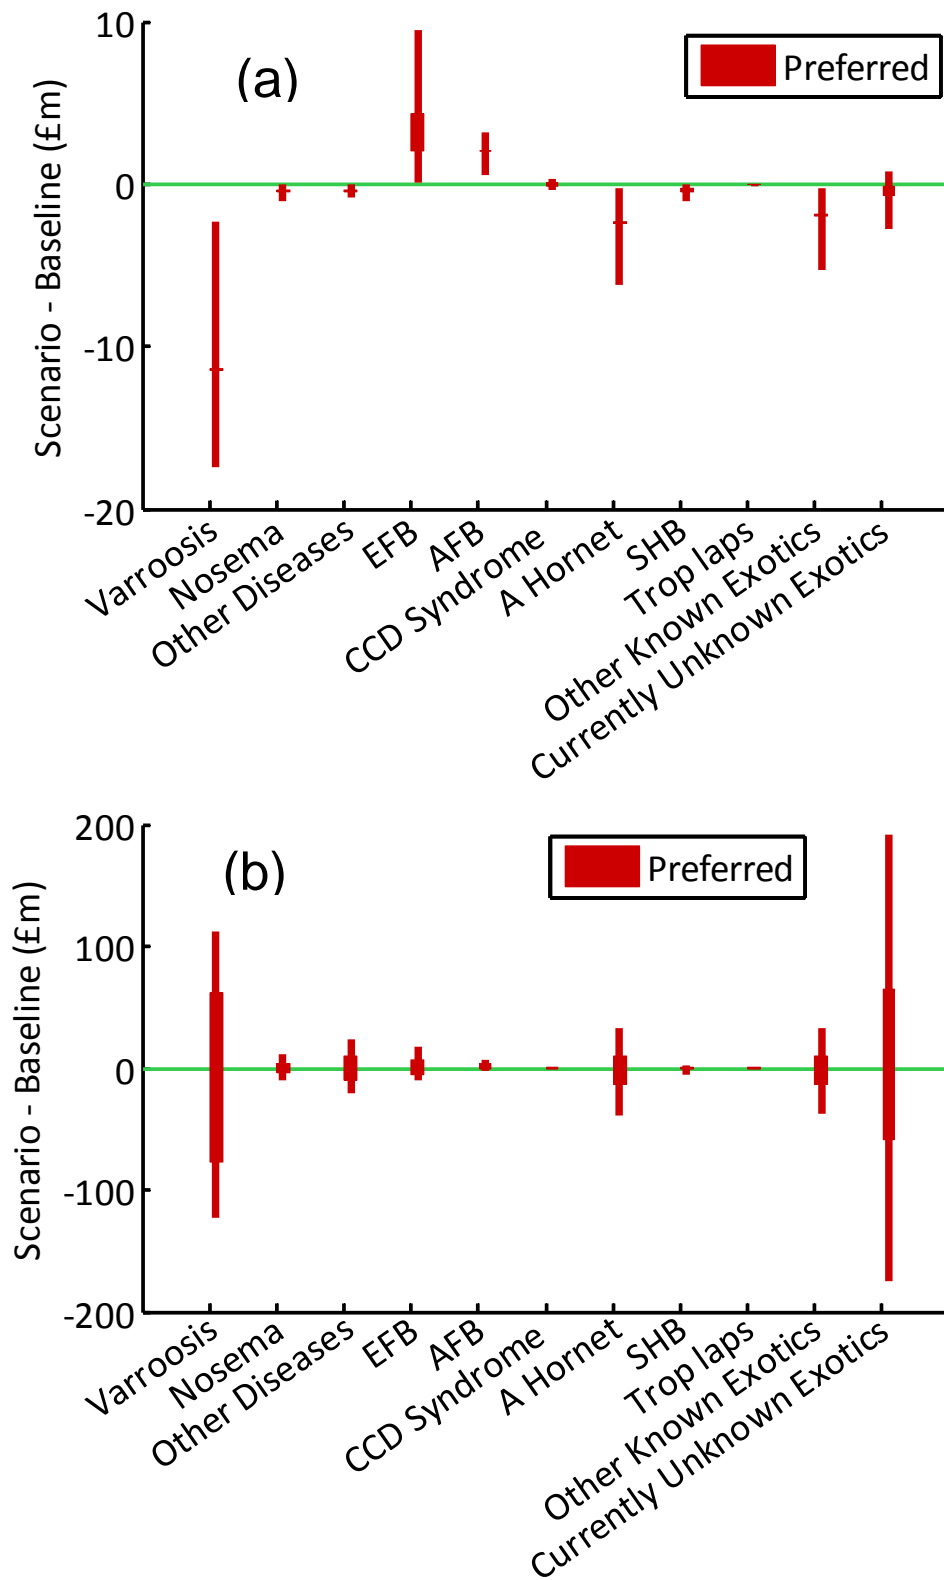 (a)
Preferred
Scenario - Baseline (£m)
10
0
-10
-20
Varroosis
Nosema
Other Diseases
EFB
AFB
CCD Syndrome
A Hornet
SHB
Trop laps
Other Known Exotics
Currently Unknown Exotics
(b)
Preferred
Scenario - Baseline (£m)
200
100
0
-100
-200
Varroosis
Nosema
Other Diseases
EFB
AFB
CCD Syndrome
A Hornet
SHB
Trop laps
Other Known Exotics
Currently Unknown Exotics